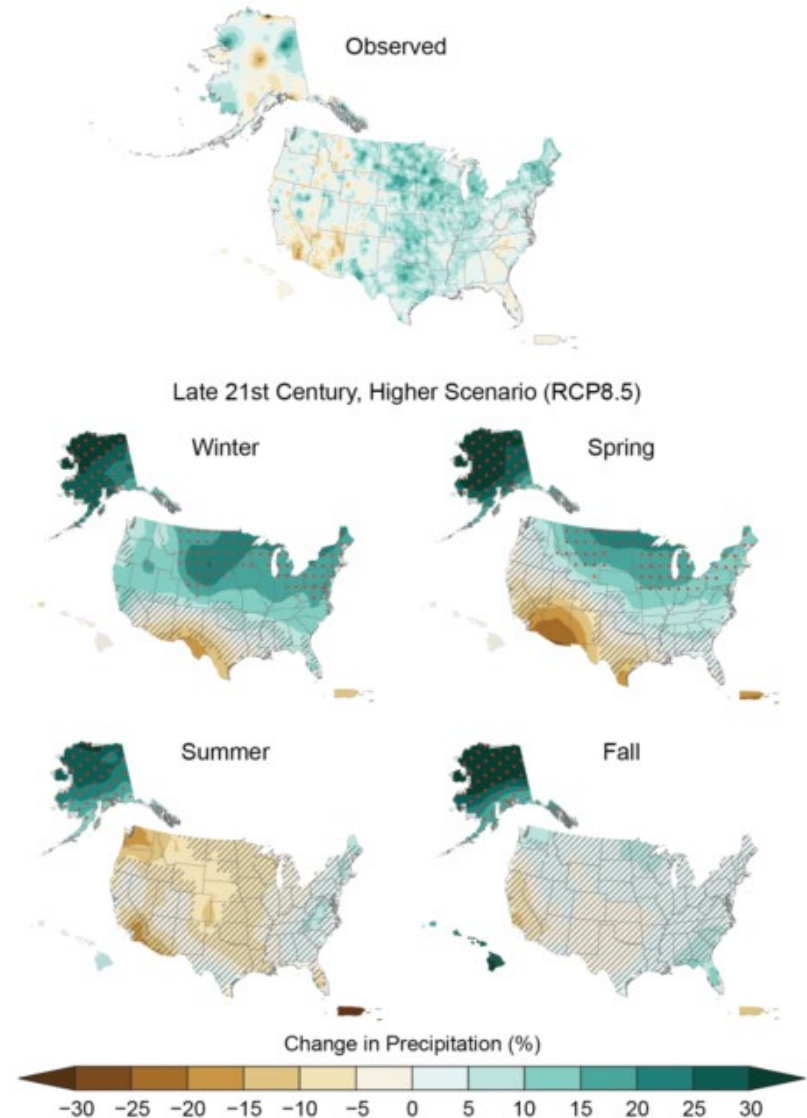 Observed
Late 21st Century, Higher Scenario (RCP8.5)
Winter
Spring
Summer
Fall
Change in Precipitation (%)
−30 −25 −20 −15 −10 −5 0 5 10 15 20 25 30